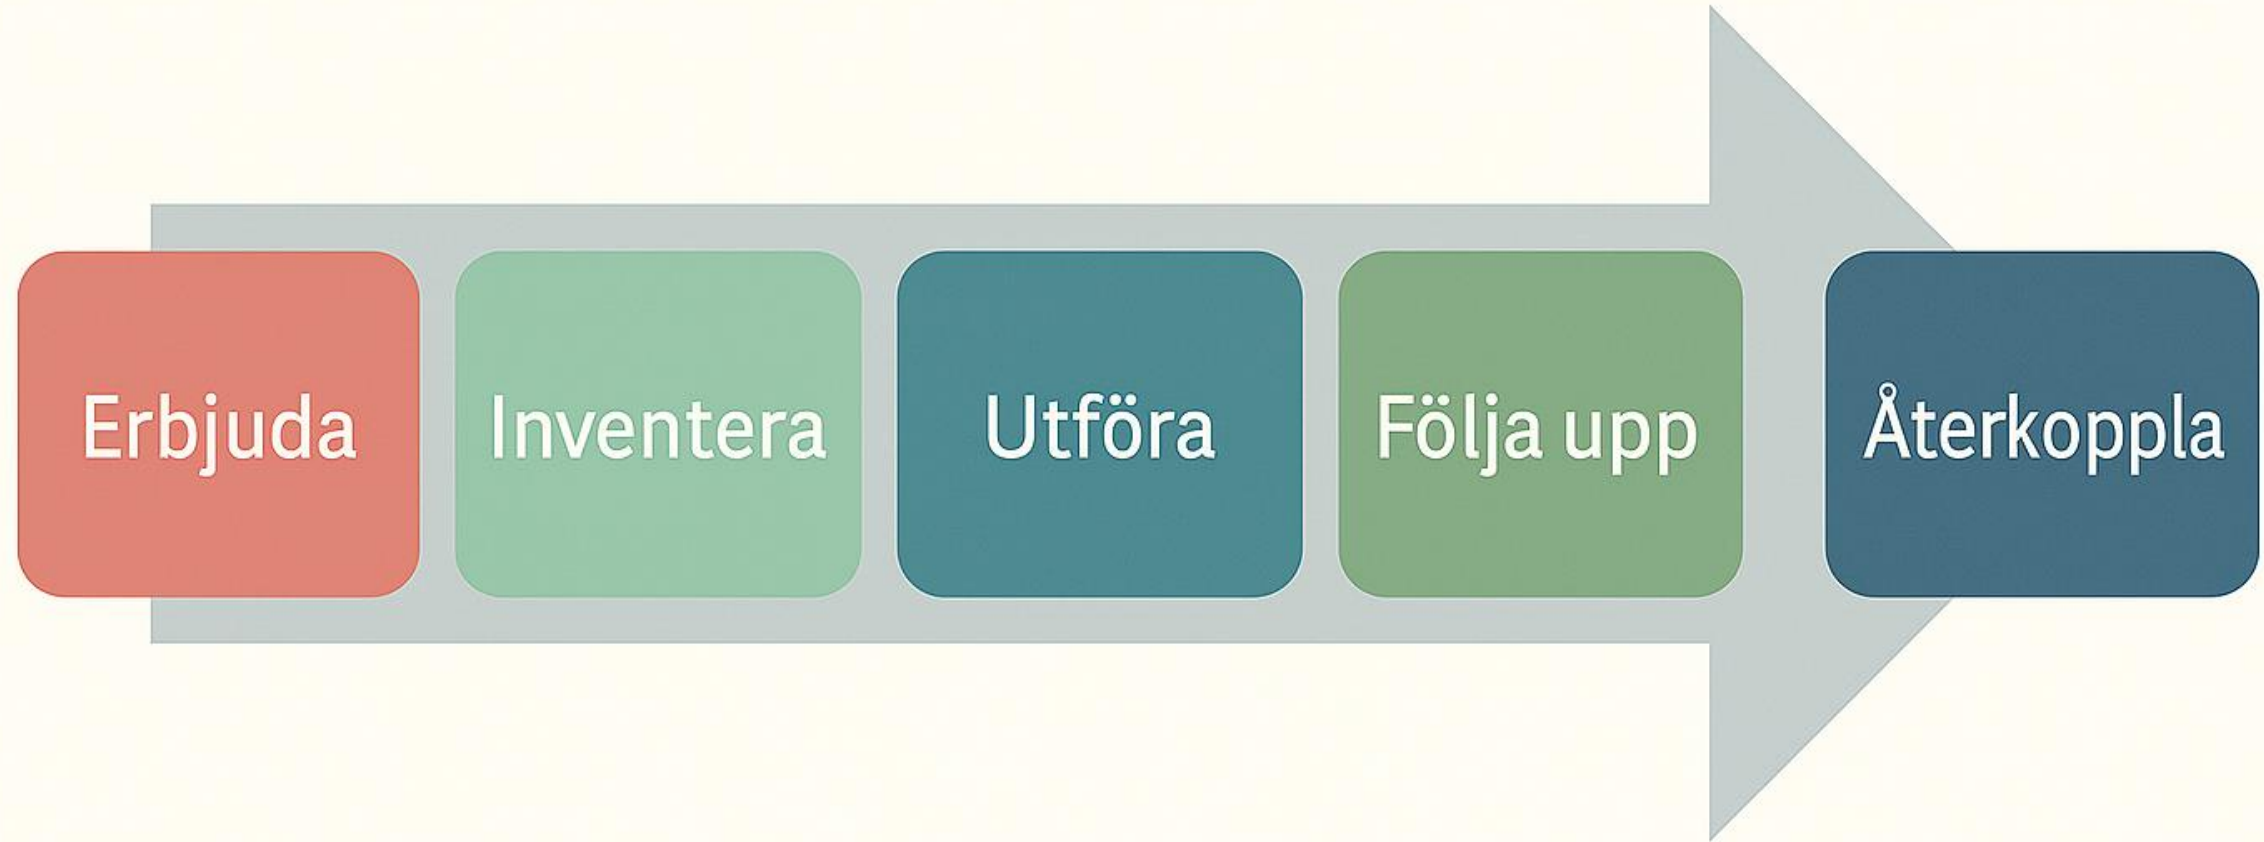 Erbjuda
Inventera
Utföra
Följa upp
Återkoppla